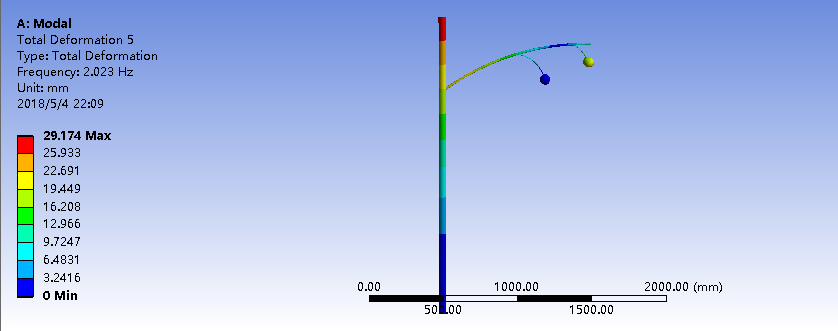 A: Modal
Total Deformation 5
Type: Total Deformation
Frequency: 2.023 Hz
Unit: mm
2018/5/4 22:09
29.174 Max
25.933
22.691
19.449
16.208
12.966
9.7247
6.4831
3.2416
0 Min
0.00 1000.00 2000.00 (mm)
1500.00